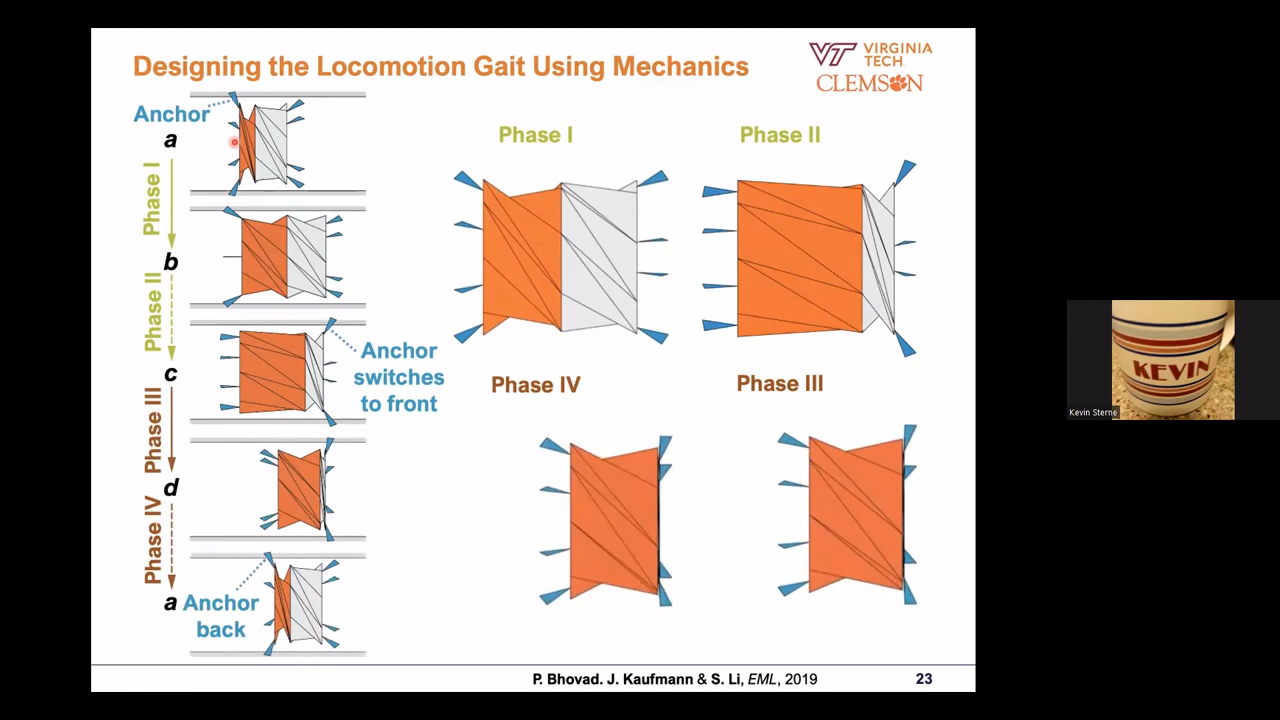 Designing the Locomotion Gait Using Mechanics
VIRGINIA
TECH
CLEMSON
Anchor
a
Phase I
b
Phase II
c
Phase III
d
Phase IV
a
Anchor
switches
to front
Anchor
back
Phase I
Phase II
Phase IV
Phase III
P. Bhovad. J. Kaufmann & S. Li, EML, 2019
23
KEVIN
Kevin Sterne